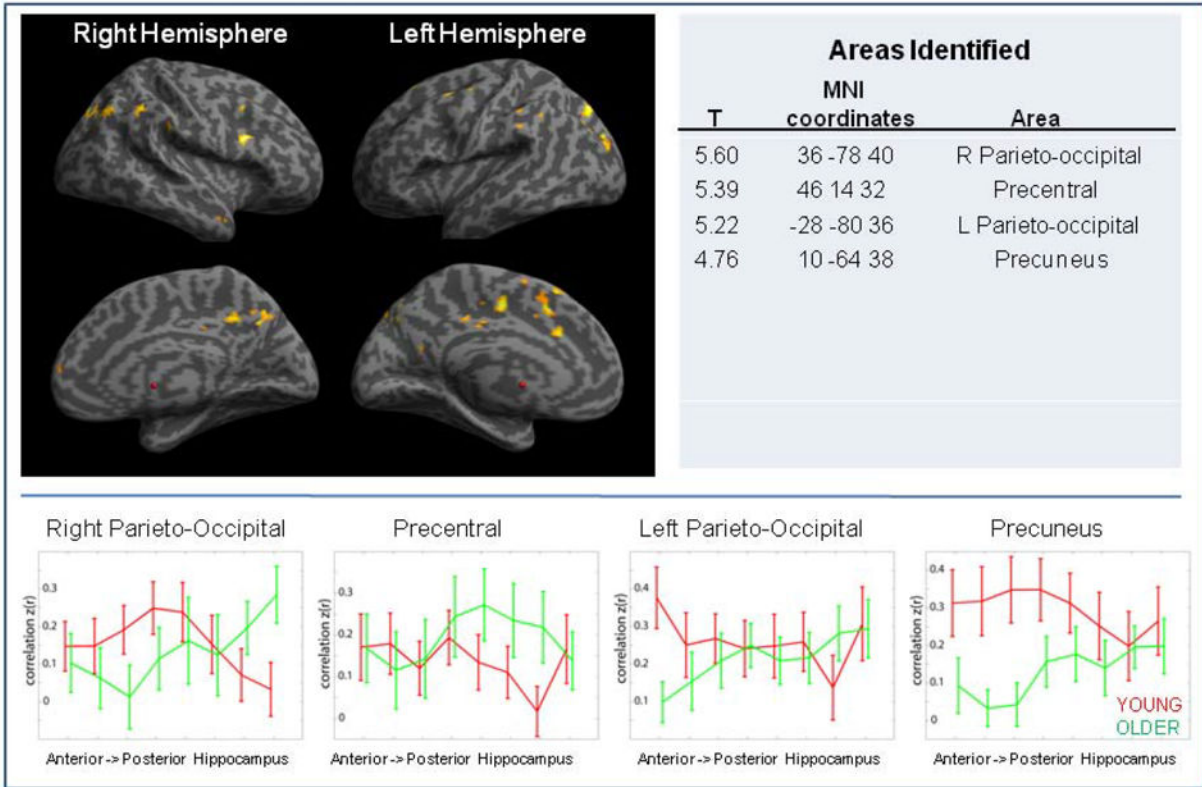 Right Hemisphere
Left Hemisphere
Areas Identified
MNI
T coordinates Area
5.60 36 -78 40 R Parieto-occipital
5.39 46 14 32 Precentral
5.22 -28 -80 36 L Parieto-occipital
4.76 10 -64 38 Precuneus
Right Parieto-Occipital
correlation z(r)
0.3
0.2
0.1
0
Anterior -> Posterior Hippocampus
Precentral
correlation z(r)
0.3
0.2
0.1
0
Anterior -> Posterior Hippocampus
Left Parieto-Occipital
correlation z(r)
0.4
0.3
0.2
0.1
Anterior -> Posterior Hippocampus
Precuneus
correlation z(r)
0.4
0.3
0.2
0.1
0
YOUNG
OLDER
Anterior -> Posterior Hippocampus